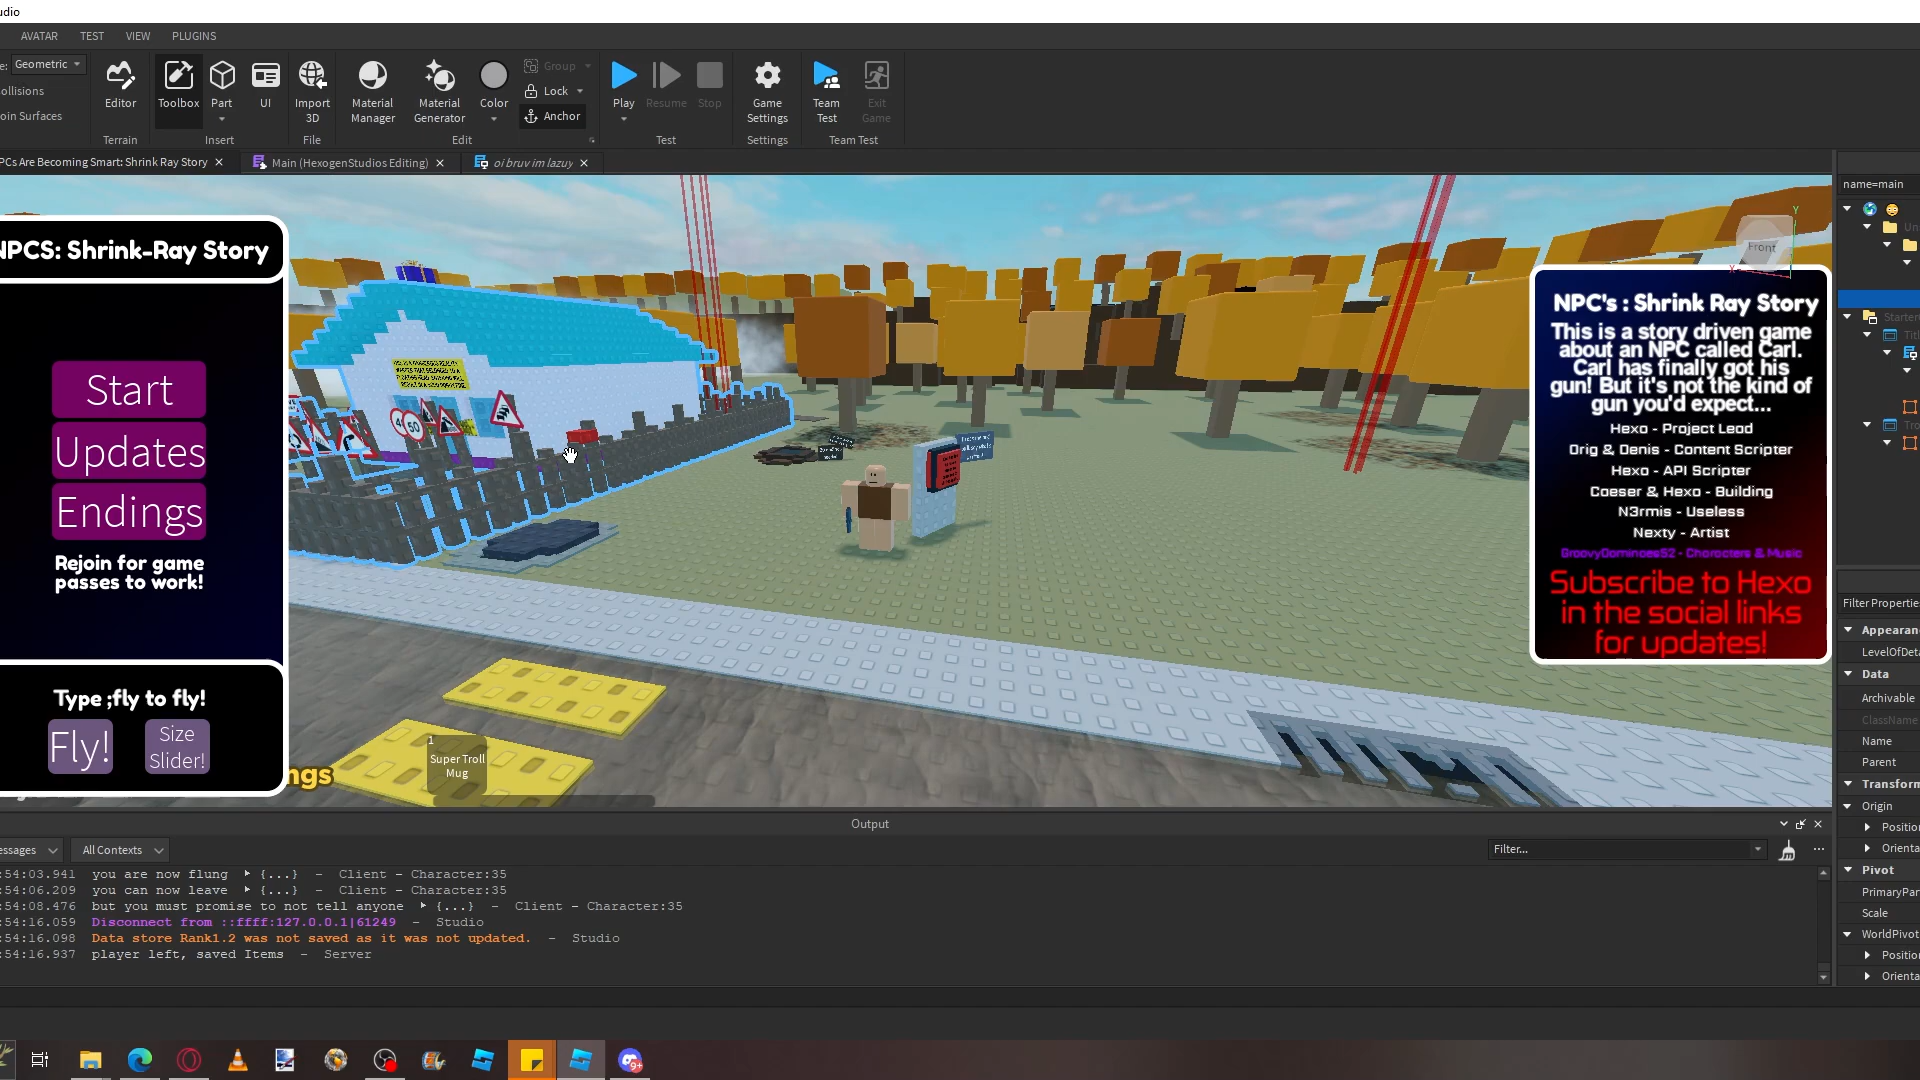 udio
AVATAR TEST VIEW PLUGINS
e: Geometric
ollisions
oin Surfaces
Editor
Terrain
Toolbox
Part
UI
Insert
Import
3D
File
Material
Manager
Material
Generator
Color
Group
Lock
Anchor
Edit
Play
Resume
Stop
Test
Game
Settings
Settings
Team
Test
Exit
Game
Team Test
PCs Are Becoming Smart: Shrink Ray Story
Main (HexogenStudios Editing)
oi bruv im lazuy
NPCS: Shrink-Ray Story
Start
Updates
Endings
Rejoin for game
passes to work!
Type ;fly to fly!
Fly!
Size
Slider!
ngs
1
Super Troll
Mug
50
Front
NPC's : Shrink Ray Story
This is a story driven game
about an NPC called Carl.
Carl has finally got his
gun! But it's not the kind of
gun you'd expect...
Hexo - Project Lead
Orig & Denis - Content Scripter
Hexo - API Scripter
Caeser & Hexo - Building
N3rmis - Useless
Nexty - Artist
GroovyDominoes52 - Characters & Music
Subscribe to Hexo
in the social links
for updates!
name=main
Un
Starter
Titl
Tro
Filter Propertie
Appearan
LevelOfDeta
Data
Archivable
ClassName
Name
Parent
Transform
Origin
Position
Orienta
Pivot
PrimaryPar
Scale
WorldPivot
Position
Orienta
Output
essages
All Contexts
Filter...
:54:03.941 you are now flung ▶ {...} - Client - Character:35
:54:06.209 you can now leave ▶ {...} - Client - Character:35
:54:08.476 but you must promise to not tell anyone ▶ {...} - Client - Character:35
:54:16.059 Disconnect from ::ffff:127.0.0.1|61249 - Studio
:54:16.098 Data store Rank1.2 was not saved as it was not updated. - Studio
:54:16.937 player left, saved Items - Server
9+